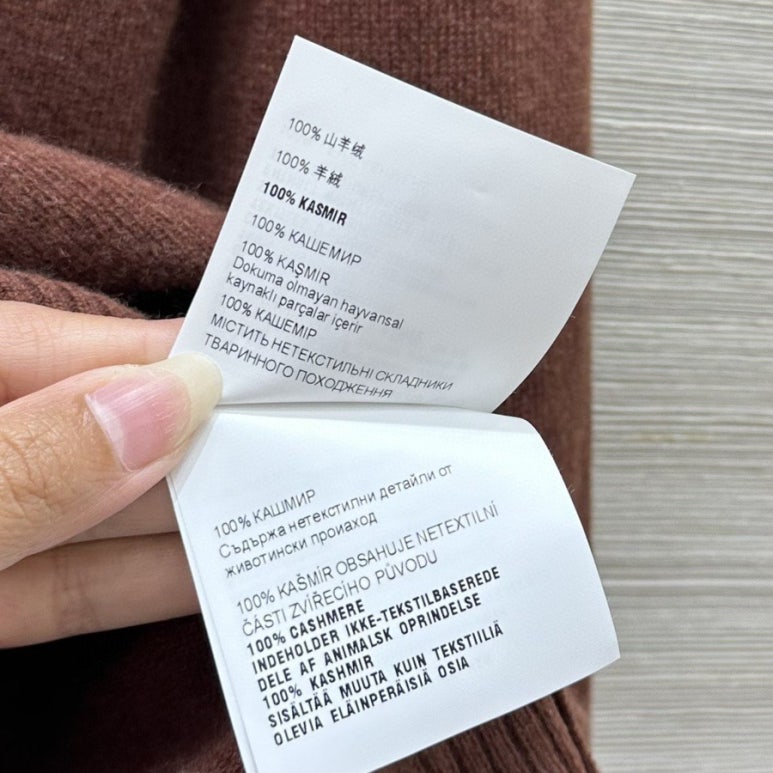 100% 山羊绒
100% 羊絨
100% KASMIR
100% КАШЕМИР
100% KAŞMIR
Dokuma olmayan hayvansal
kaynaklı parçalar içerir
100% КАШЕМІР
МІСТИТЬ НЕТЕКСТИЛЬНІ СКЛАДНИКИ
ТВАРИННОГО ПОХОДЖЕННЯ
100% КАШМИР
Съдържа нетекстилни детайли от
животински произход
100% KAŠMÍR OBSAHUJE NETEXTILNÍ
ČÁSTI ZVÍŘECÍHO PŮVODU
100% CASHMERE
INDEHOLDER IKKE-TEKSTILBASEREDE
DELE AF ANIMALSK OPRINDELSE
100% KASHMIR
SISÄLTÄÄ MUUTA KUIN TEKSTIILIÄ
OLEVIA ELÄINPERÄISIÄ OSIA